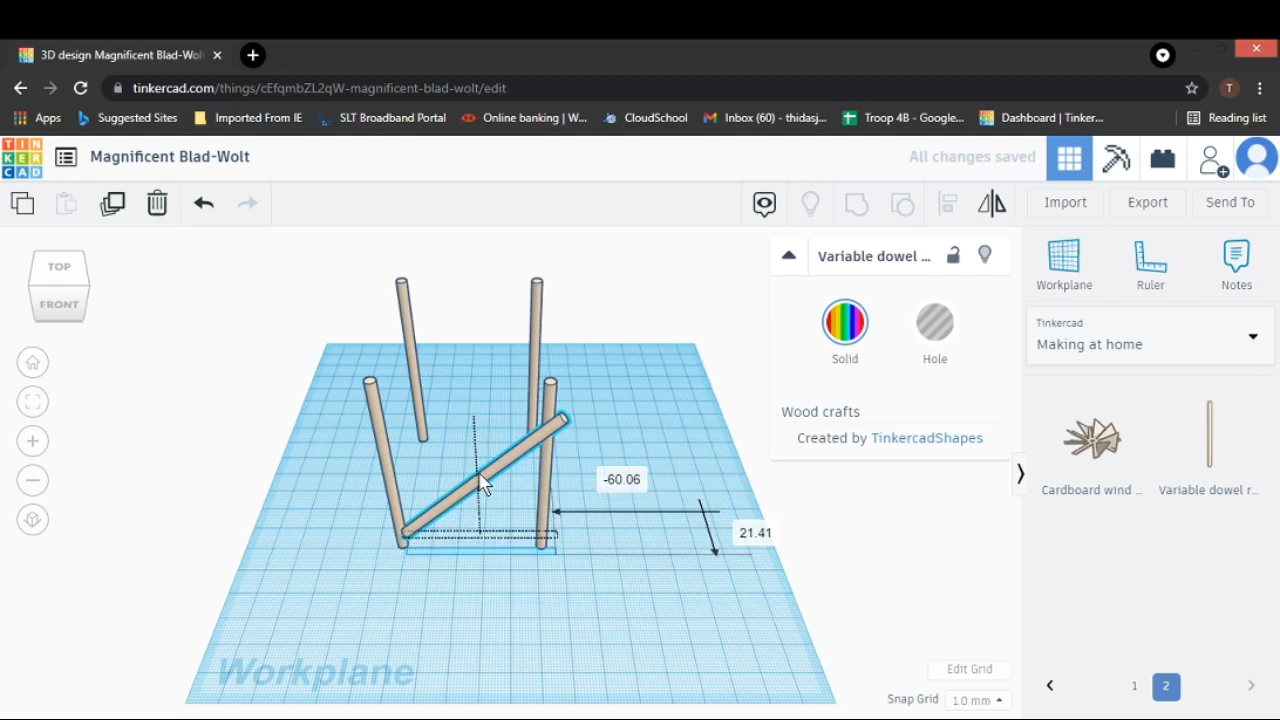 3D design Magnificent Blad-Wolt
tinkercad.com/things/cEfqmbZL2qW-magnificent-blad-wolt/edit
T
Apps Suggested Sites Imported From IE SLT Broadband Portal Online banking | W... CloudSchool Inbox (60) - thidasj... Troop 4B - Google... Dashboard | Tinker... Reading list
TIN
KER
CAD
Magnificent Blad-Wolt
All changes saved
Import Export Send To
TOP
FRONT
Variable dowel ...
Solid Hole
Wood crafts
Created by TinkercadShapes
Workplane Ruler Notes
Tinkercad
Making at home
Cardboard wind ... Variable dowel r...
-60.06
21.41
Workplane
Edit Grid
Snap Grid 1.0 mm
1 2